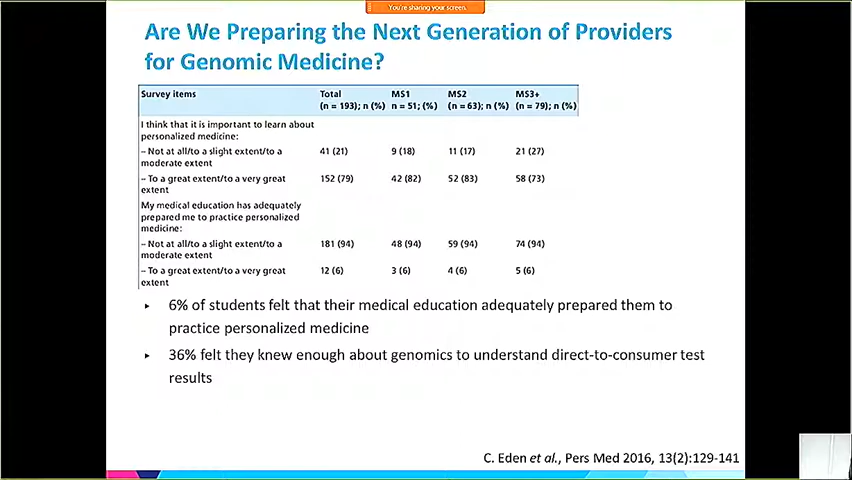 You're sharing your screen.
Are We Preparing the Next Generation of Providers
for Genomic Medicine?
Survey items Total MS1 MS2 MS3+
(n = 193); n (%) n = 51; (%) (n = 63); n (%) (n = 79); n (%)
I think that it is important to learn about
personalized medicine:
– Not at all/to a slight extent/to a 41 (21) 9 (18) 11 (17) 21 (27)
moderate extent
– To a great extent/to a very great 152 (79) 42 (82) 52 (83) 58 (73)
extent
My medical education has adequately
prepared me to practice personalized
medicine:
– Not at all/to a slight extent/to a 181 (94) 48 (94) 59 (94) 74 (94)
moderate extent
– To a great extent/to a very great 12 (6) 3 (6) 4 (6) 5 (6)
extent
▸ 6% of students felt that their medical education adequately prepared them to
practice personalized medicine
▸ 36% felt they knew enough about genomics to understand direct-to-consumer test
results
C. Eden et al., Pers Med 2016, 13(2):129-141